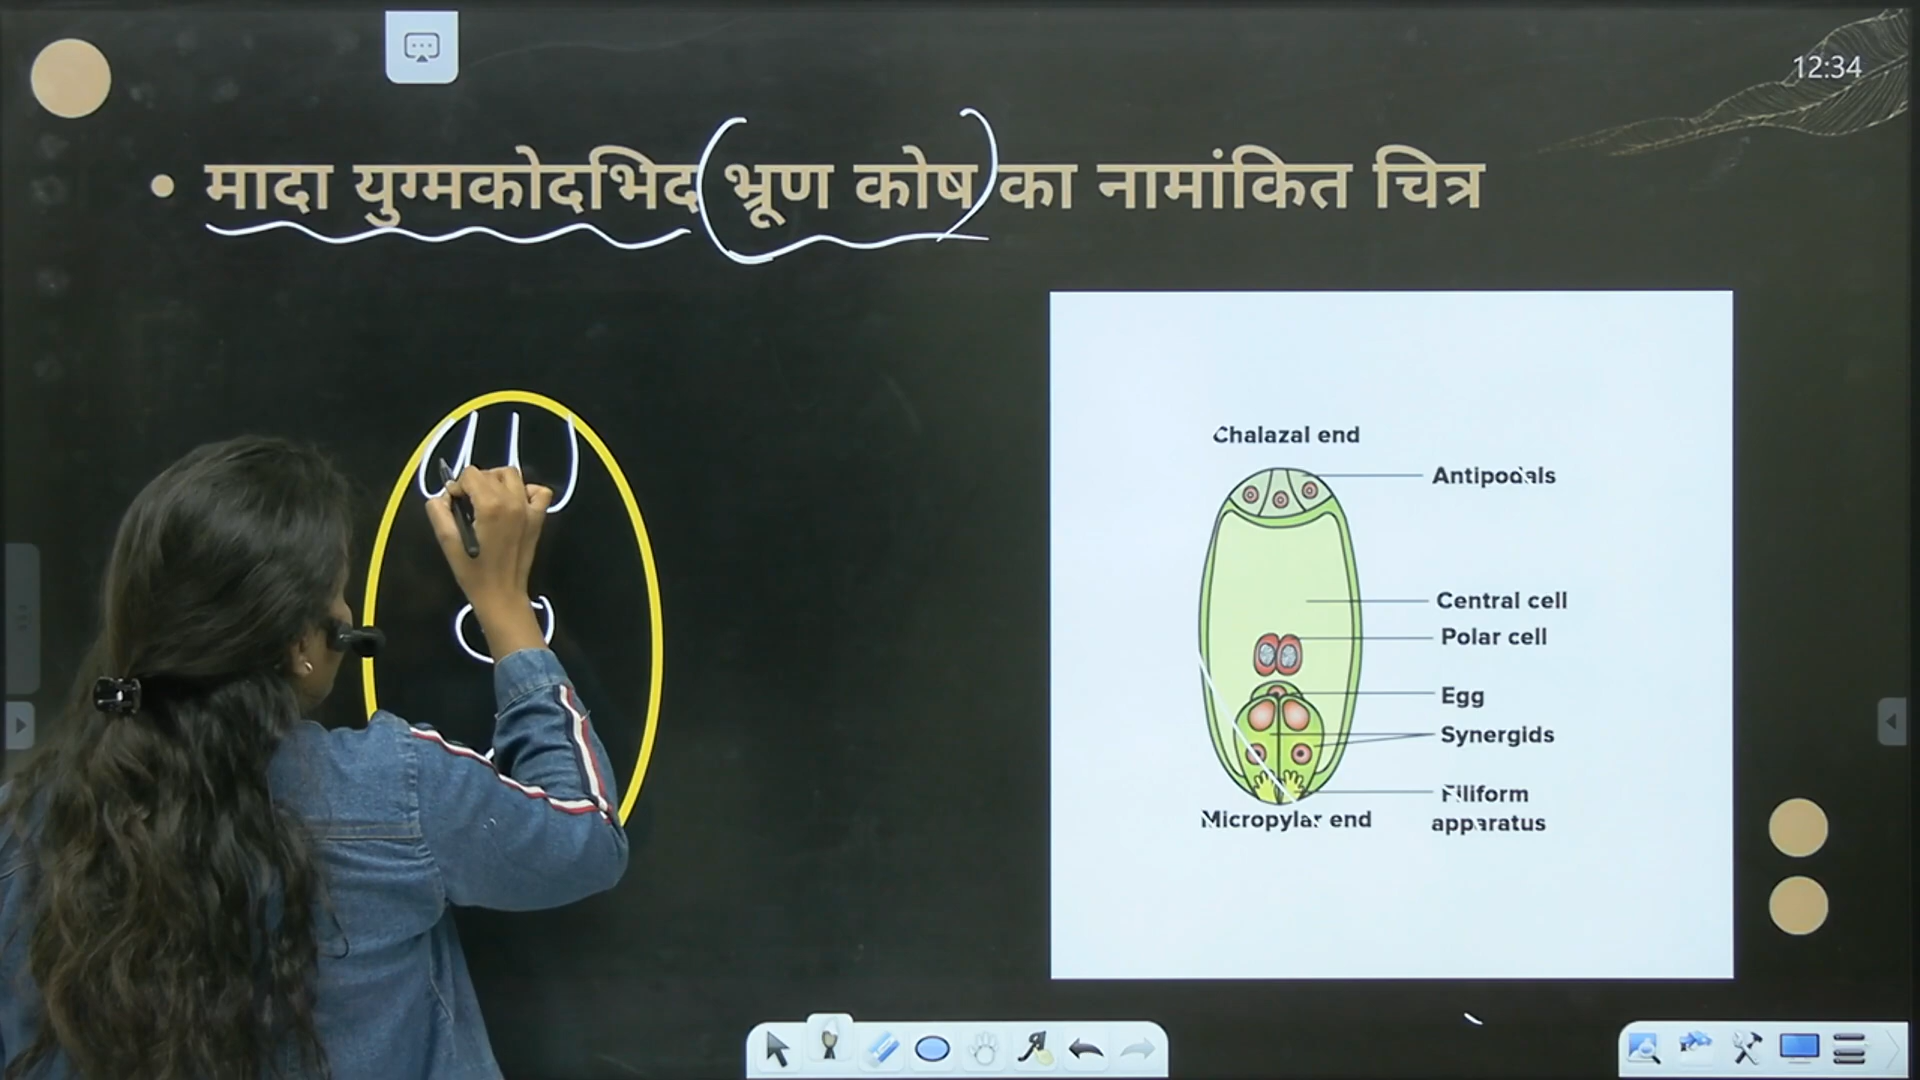 12:34
• मादा युग्मकोदभिद भ्रूण कोष का नामांकित चित्र
Chalazal end
Antipodals
Central cell
Polar cell
Egg
Synergids
Filiform
apparatus
Micropylar end